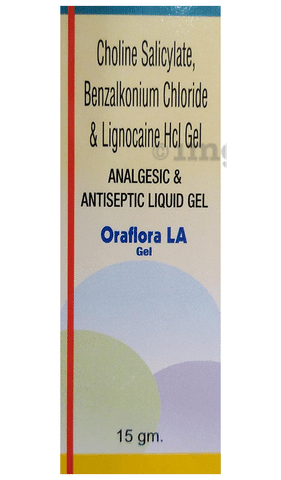 Choline Salicylate,
Benzalkonium Chloride
& Lignocaine Hcl Gel
ANALGESIC &
ANTISEPTIC LIQUID GEL
Oraflora LA
Gel
15 gm.